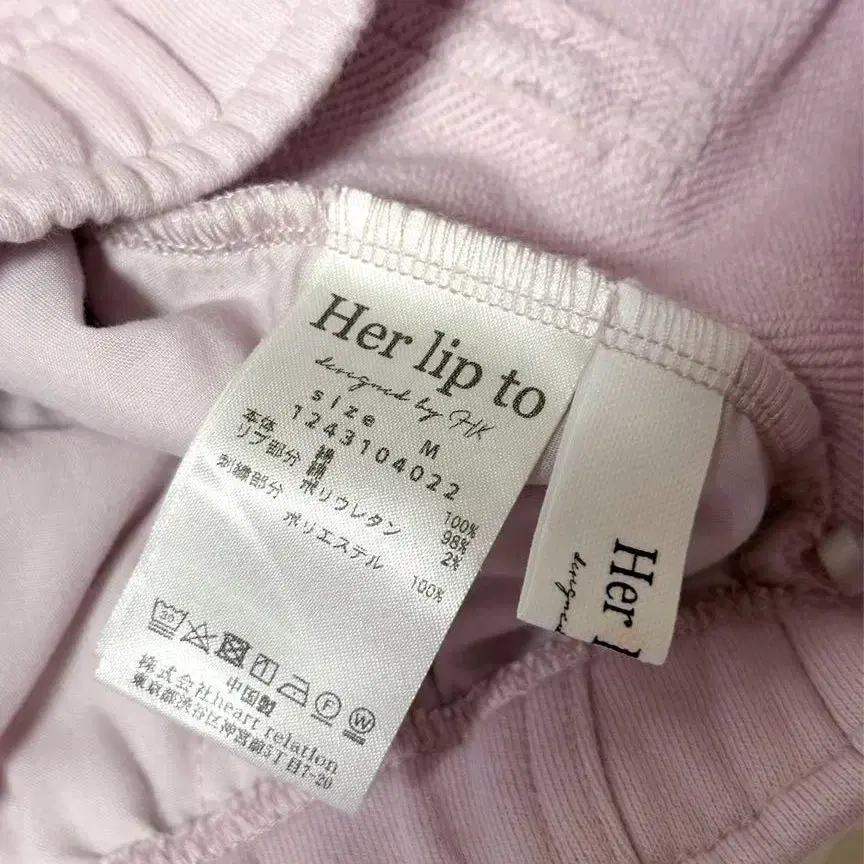 Her lip to
designed by HK
size M
1243104022
本体 綿 100%
リブ部分 綿 98%
ポリウレタン 2%
刺繍部分 ポリエステル 100%
30
F
W
中国製
株式会社heart relation
東京都渋谷区神宮前5丁目7-20
Her l
designed